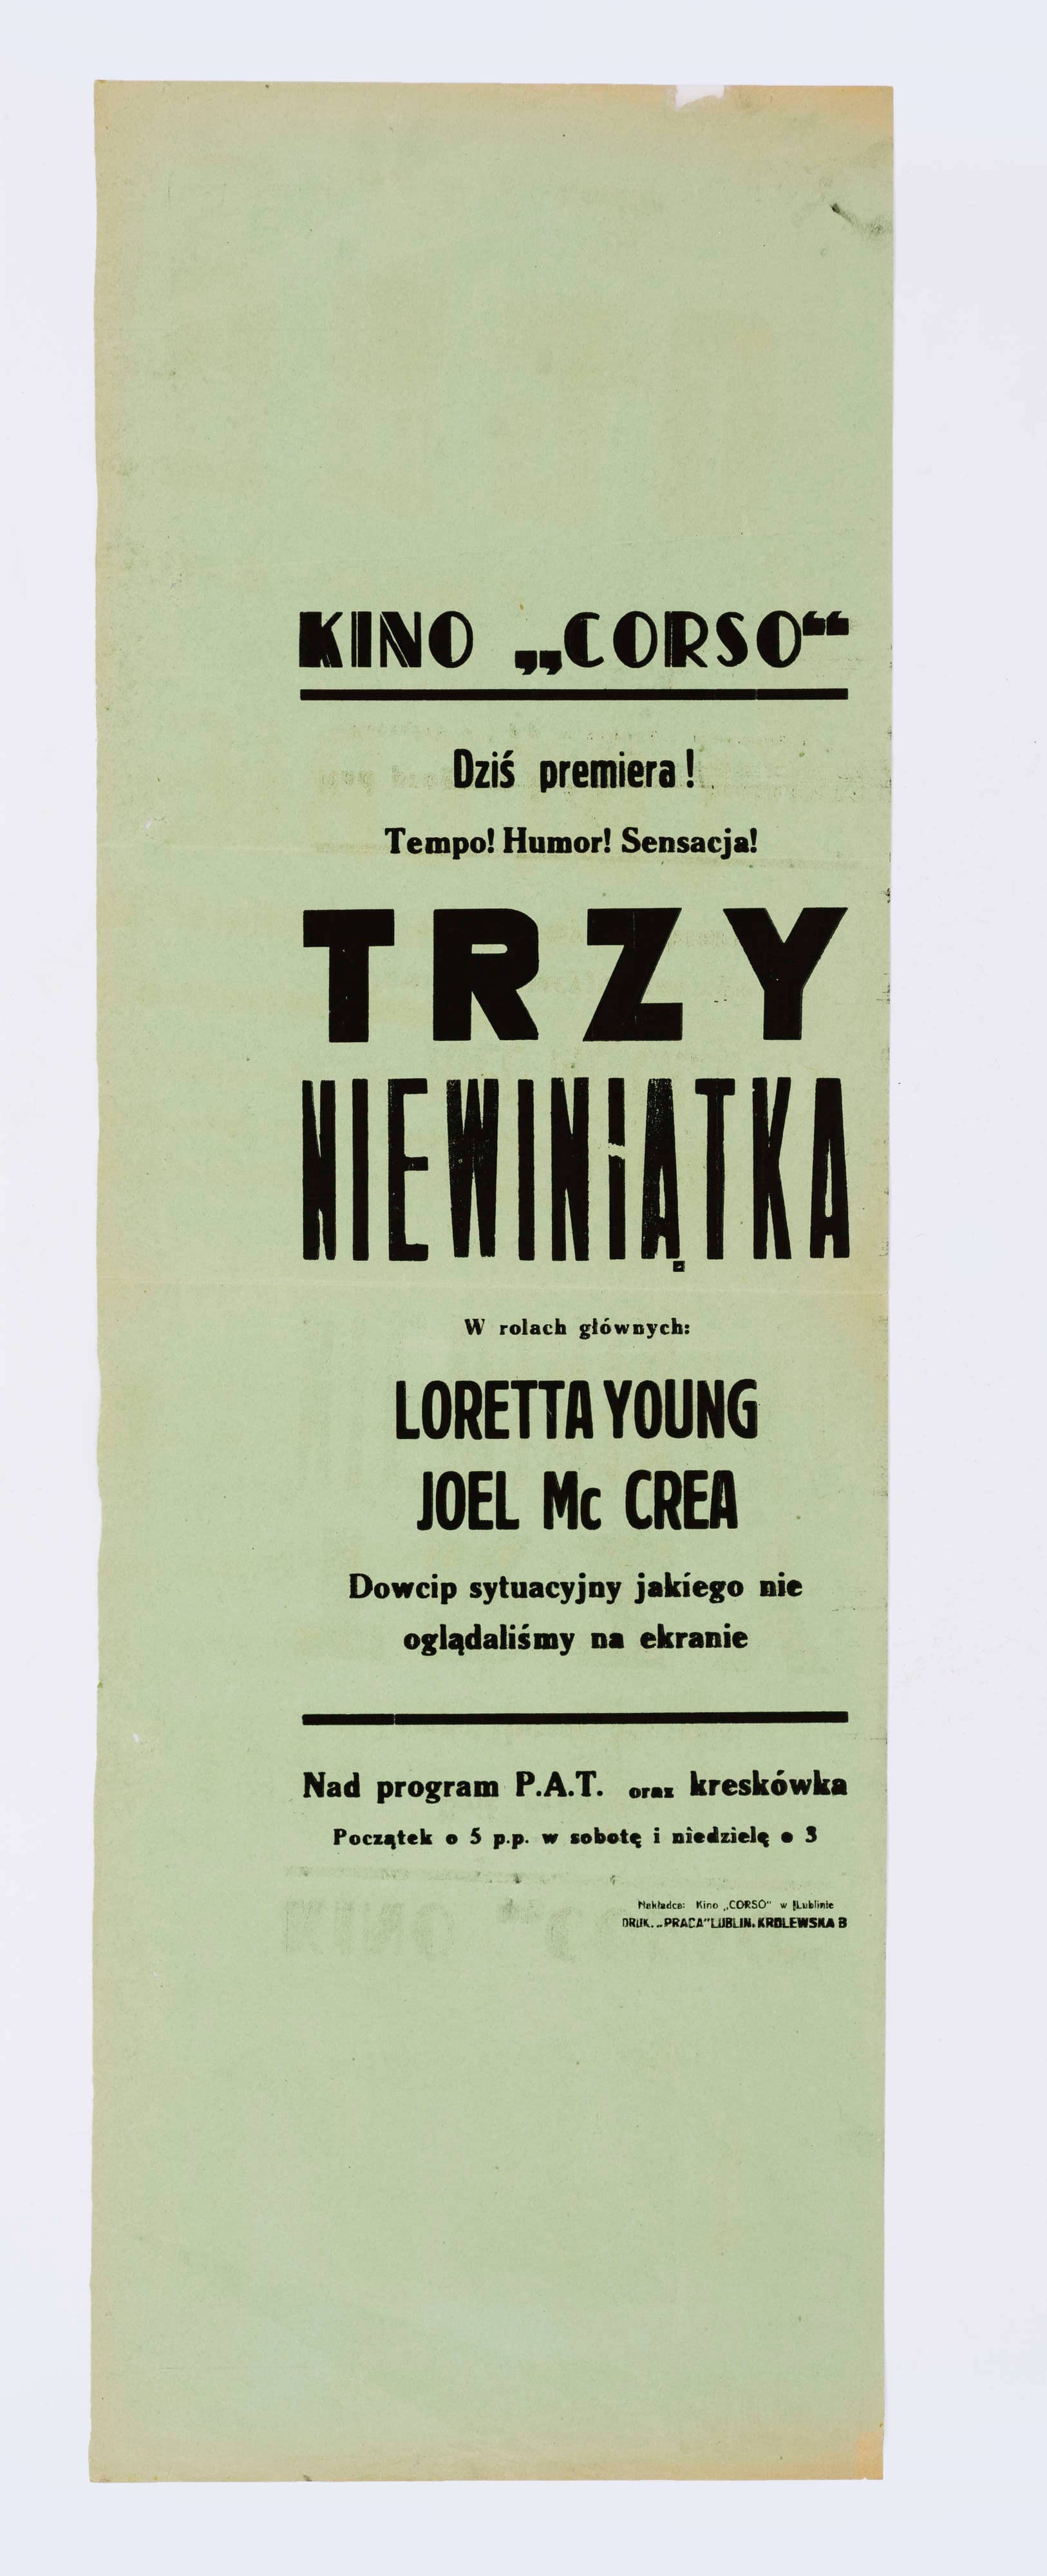 KINO „CORSO“
Dziś premiera!
Tempo! Humor! Sensacja!
TRZY
NIEWINiĄTKA
W rolach głównych:
LORETTA YOUNG
JOEL Mc CREA
Dowcip sytuacyjny jakiego nie
oglądaliśmy na ekranie
Nad program P.A.T. oraz kreskówka
Początek o 5 p.p. w sobotę i niedzielę o 3
Nakładca: Kino „CORSO" w Lublinie
DRUK. „PRACA" LUBLIN. KROLEWSKA